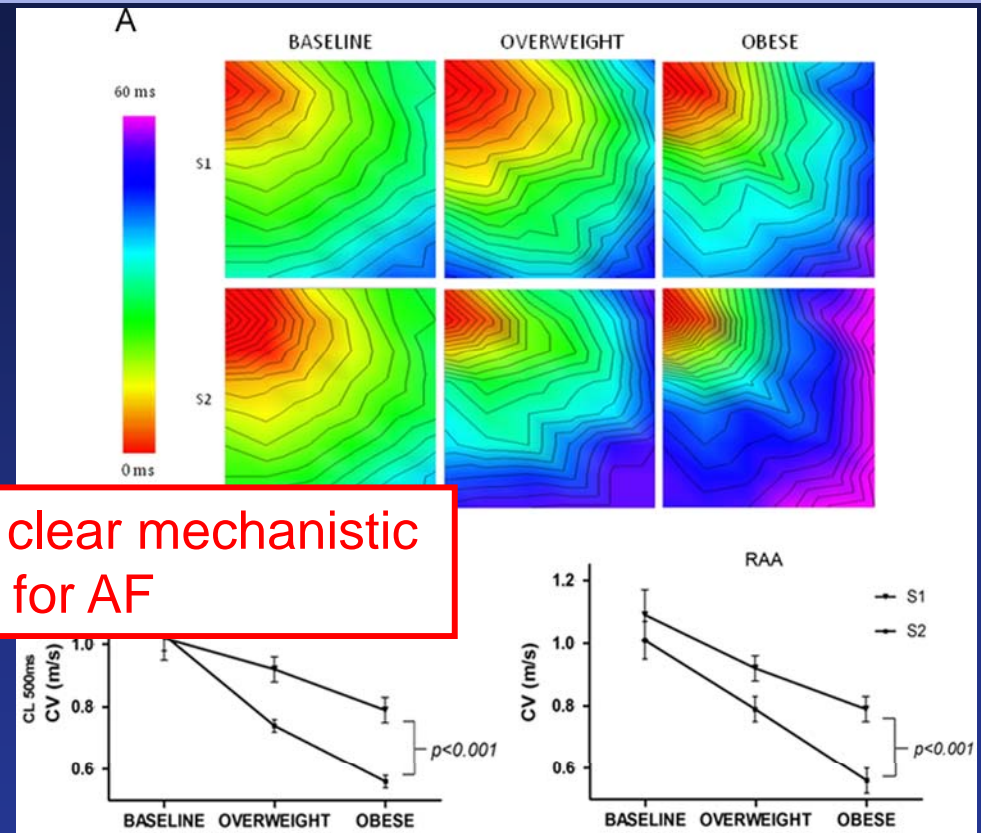 A
BASELINE OVERWEIGHT OBESE
60 ms
S1
S2
0 ms
clear mechanistic
for AF
RAA
S1
S2
CL 500ms
CV (m/s)
1.0
0.8
0.6
p<0.001
BASELINE OVERWEIGHT OBESE
CV (m/s)
1.2
1.0
0.8
0.6
p<0.001
BASELINE OVERWEIGHT OBESE